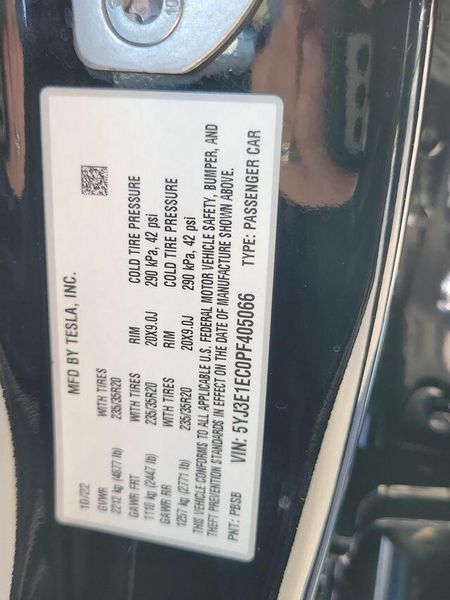 10
MFD BY TESLA, INC.
10/22
GVWR WITH TIRES RIM COLD TIRE PRESSURE
2212 kg (4877 lb) 235/35R20 20X9.0J 290 kPa, 42 psi
GAWR FRT WITH TIRES RIM COLD TIRE PRESSURE
1110 kg (2447 lb) 235/35R20 20X9.0J 290 kPa, 42 psi
GAWR RR
1257 kg (2771 lb)
THIS VEHICLE CONFORMS TO ALL APPLICABLE U.S. FEDERAL MOTOR VEHICLE SAFETY, BUMPER, AND
THEFT PREVENTION STANDARDS IN EFFECT ON THE DATE OF MANUFACTURE SHOWN ABOVE.
VIN: 5YJ3E1EC0PF405066 TYPE: PASSENGER CAR
PNT: PBSB